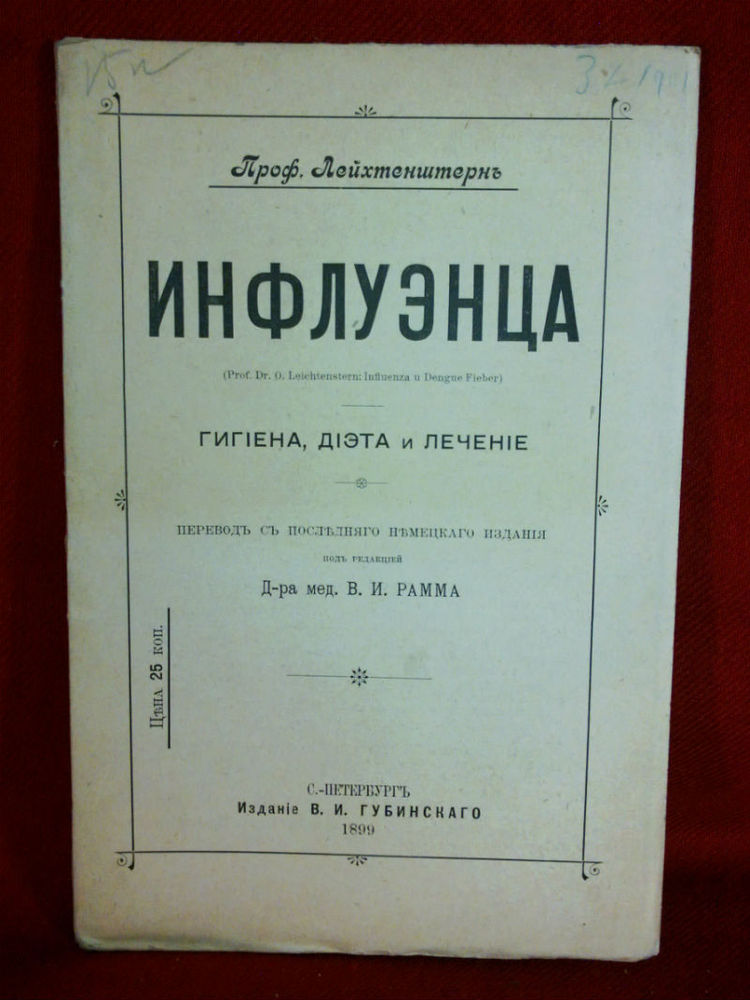 Проф. Лейхтенштернъ
ИНФЛУЭНЦА
(Prof. Dr. O. Leichtenstern: Influenza u Dengue Fieber)
ГИГІЕНА, ДІЭТА и ЛЕЧЕНІЕ
ПЕРЕВОДЪ СЪ ПОСЛѢДНЯГО НѢМЕЦКАГО ИЗДАНІЯ
ПОДЪ РЕДАКЦІЕЙ
Д-ра мед. В. И. РАММА
Цѣна 25 коп.
С.-ПЕТЕРБУРГЪ
Изданіе В. И. ГУБИНСКАГО
1899